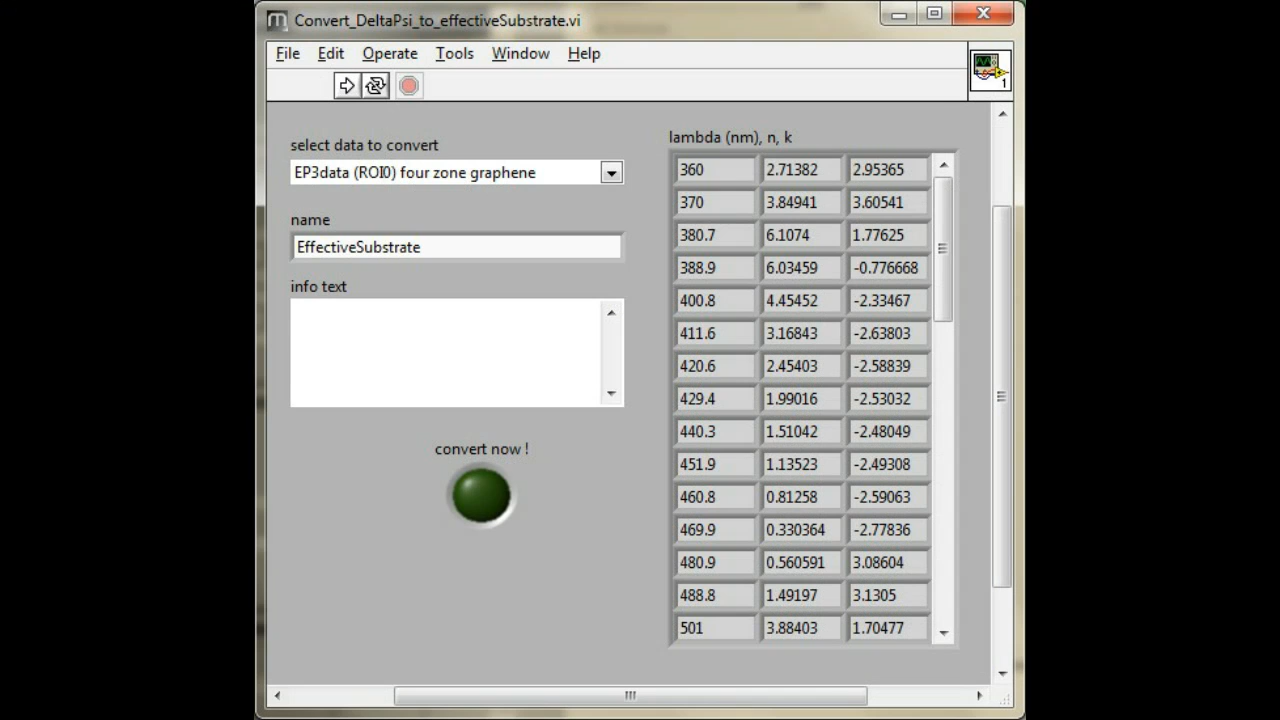 Convert_DeltaPsi_to_effectiveSubstrate.vi
File Edit Operate Tools Window Help
1
select data to convert
EP3data (ROI0) four zone graphene
name
EffectiveSubstrate
info text
convert now !
lambda (nm), n, k
360 2.71382 2.95365
370 3.84941 3.60541
380.7 6.1074 1.77625
388.9 6.03459 -0.776668
400.8 4.45452 -2.33467
411.6 3.16843 -2.63803
420.6 2.45403 -2.58839
429.4 1.99016 -2.53032
440.3 1.51042 -2.48049
451.9 1.13523 -2.49308
460.8 0.81258 -2.59063
469.9 0.330364 -2.77836
480.9 0.560591 3.08604
488.8 1.49197 3.1305
501 3.88403 1.70477